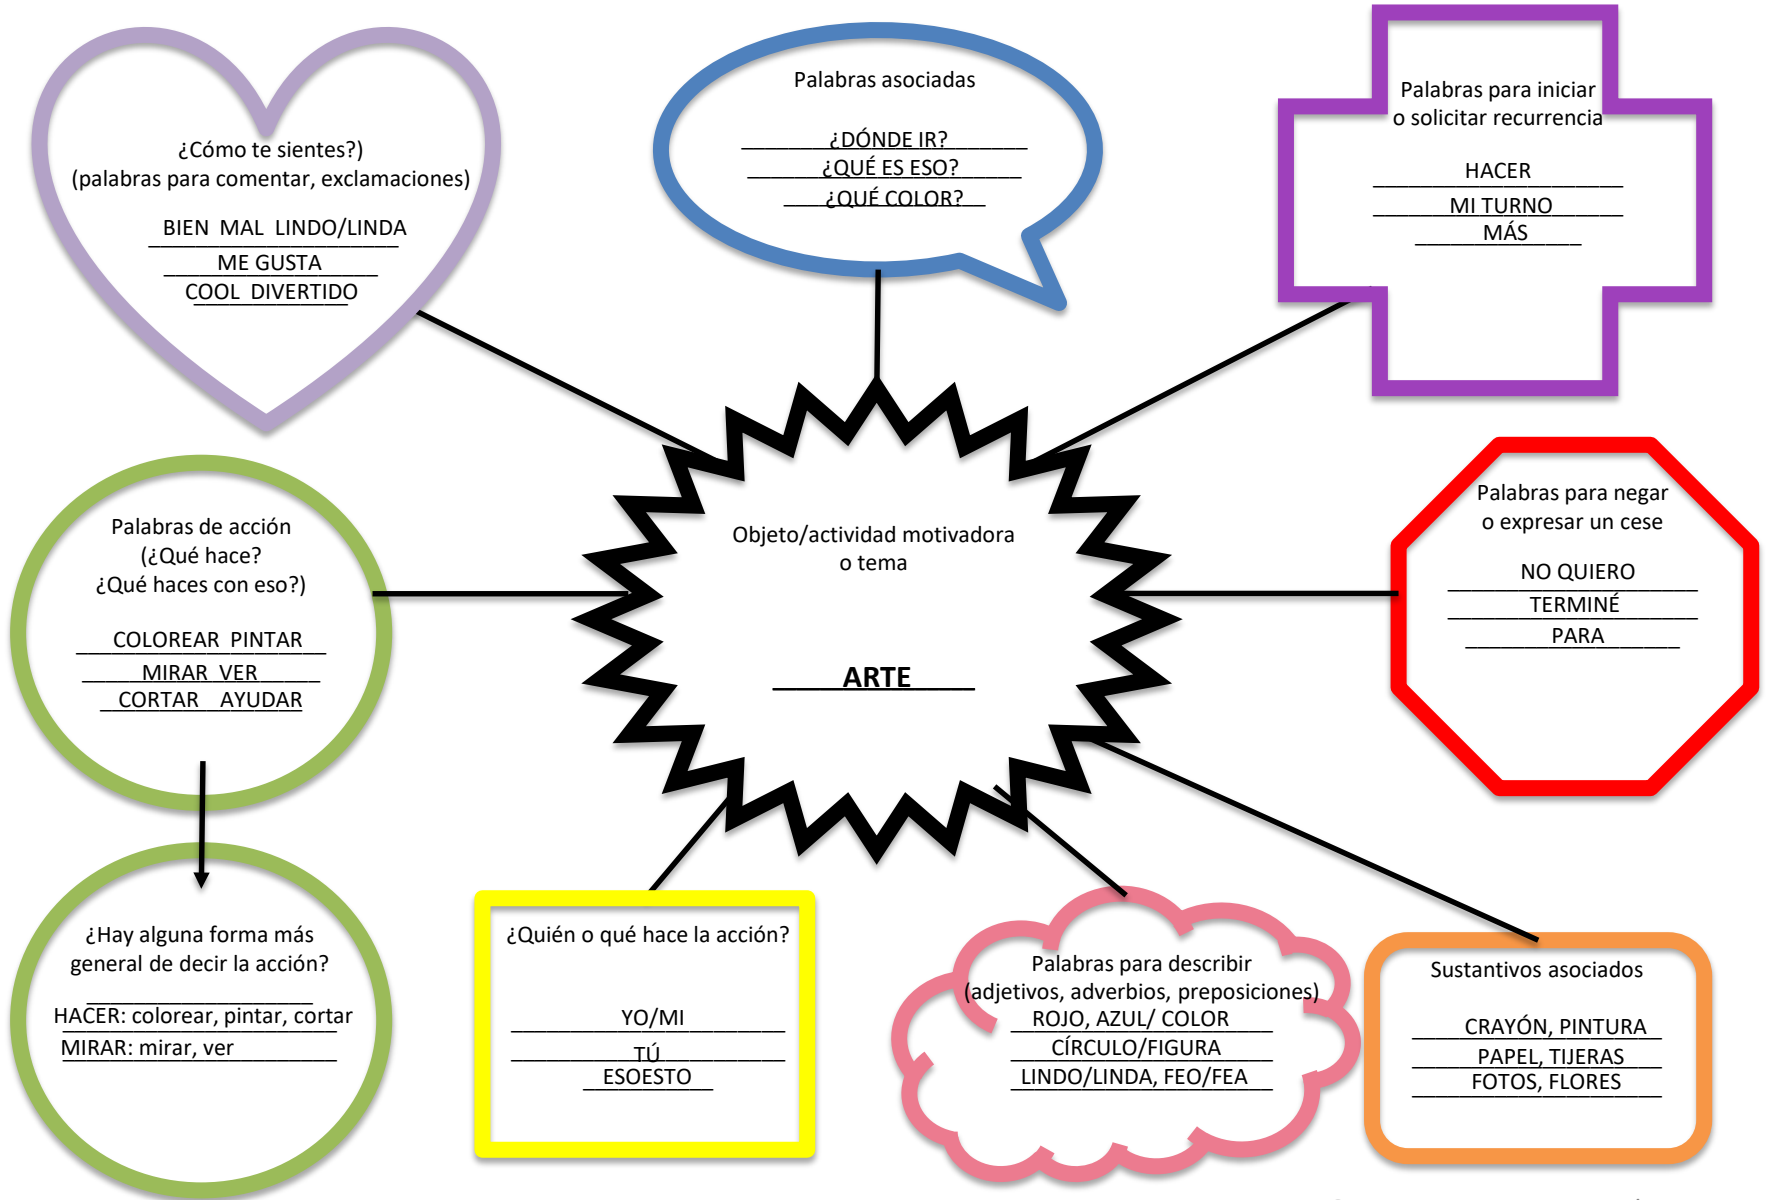 ¿Cómo te sientes?)
(palabras para comentar, exclamaciones)
BIEN MAL LINDO/LINDA
ME GUSTA
COOL DIVERTIDO
Palabras asociadas
¿DÓNDE IR?
¿QUÉ ES ESO?
¿QUÉ COLOR?
Palabras para iniciar
o solicitar recurrencia
HACER
MI TURNO
MÁS
Palabras de acción
(¿Qué hace?
¿Qué haces con eso?)
COLOREAR PINTAR
MIRAR VER
CORTAR AYUDAR
Objeto/actividad motivadora
o tema
ARTE
Palabras para negar
o expresar un cese
NO QUIERO
TERMINÉ
PARA
¿Hay alguna forma más
general de decir la acción?
HACER: colorear, pintar, cortar
MIRAR: mirar, ver
¿Quién o qué hace la acción?
YO/MI
TÚ
ESOESTO
Palabras para describir
(adjetivos, adverbios, preposiciones)
ROJO, AZUL/ COLOR
CÍRCULO/FIGURA
LINDO/LINDA, FEO/FEA
Sustantivos asociados
CRAYÓN, PINTURA
PAPEL, TIJERAS
FOTOS, FLORES